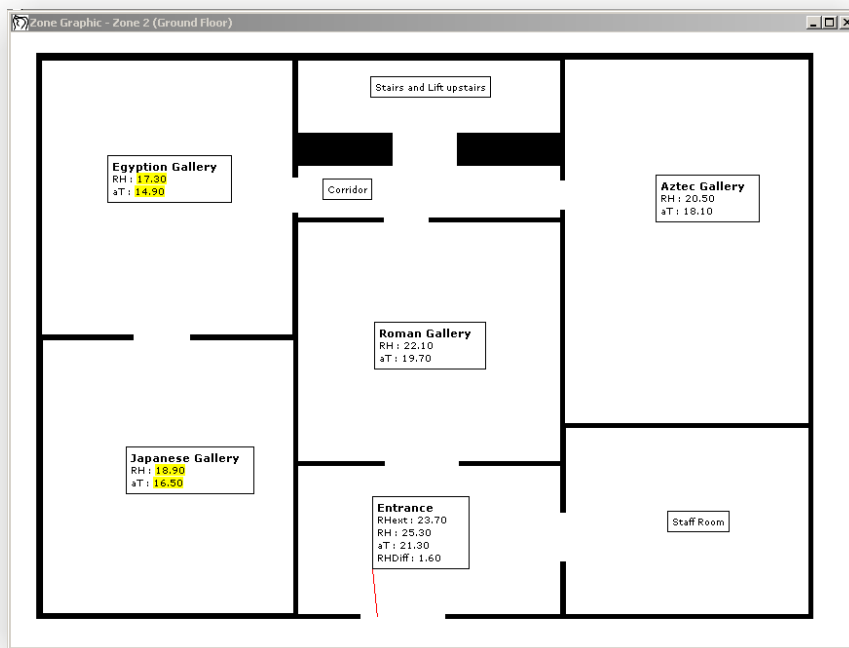 Zone Graphic - Zone 2 (Ground Floor)
Stairs and Lift upstairs
Egyption Gallery
RH : 17.30
aT : 14.90
Corridor
Aztec Gallery
RH : 20.50
aT : 18.10
Roman Gallery
RH : 22.10
aT : 19.70
Japanese Gallery
RH : 18.90
aT : 16.50
Entrance
RHext : 23.70
RH : 25.30
aT : 21.30
RHDiff : 1.60
Staff Room